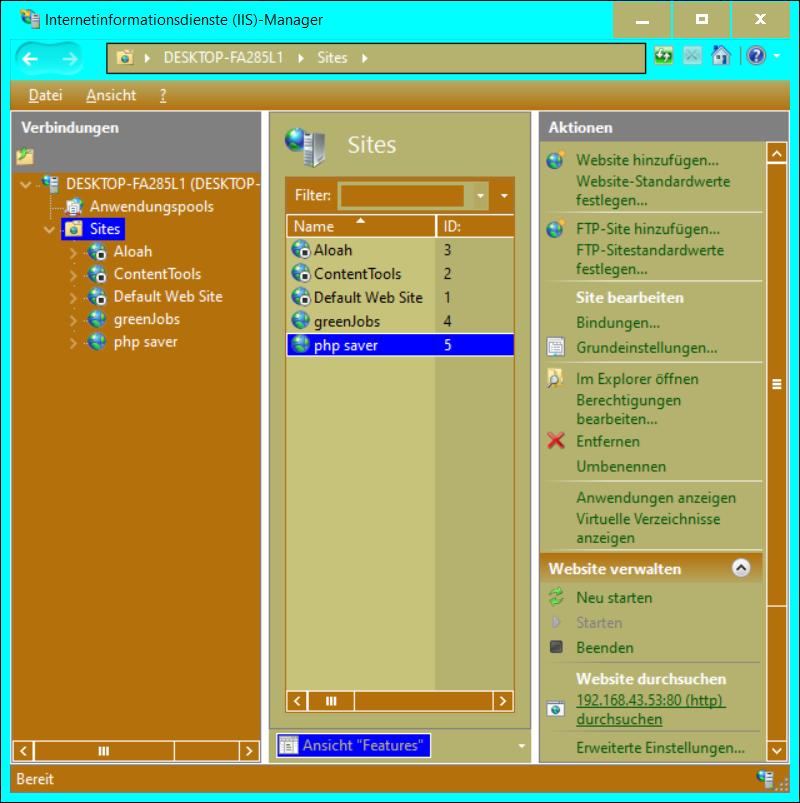 Internetinformationsdienste (IIS)-Manager
DESKTOP-FA285L1 Sites
Datei Ansicht ?
Verbindungen
DESKTOP-FA285L1 (DESKTOP-
Anwendungspools
Sites
Aloah
ContentTools
Default Web Site
greenJobs
php saver
Sites
Filter:
Name ID:
Aloah 3
ContentTools 2
Default Web Site 1
greenJobs 4
php saver 5
Ansicht "Features"
Aktionen
Website hinzufügen...
Website-Standardwerte
festlegen...
FTP-Site hinzufügen...
FTP-Sitestandardwerte
festlegen...
Site bearbeiten
Bindungen...
Grundeinstellungen...
Im Explorer öffnen
Berechtigungen
bearbeiten...
Entfernen
Umbenennen
Anwendungen anzeigen
Virtuelle Verzeichnisse
anzeigen
Website verwalten
Neu starten
Starten
Beenden
Website durchsuchen
192.168.43.53:80 (http)
durchsuchen
Erweiterte Einstellungen...
Bereit